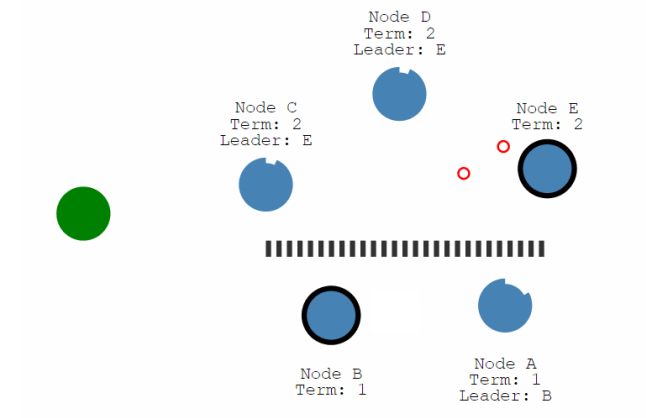 Node D
Term: 2
Leader: E
Node C
Term: 2
Leader: E
Node E
Term: 2
Node B
Term: 1
Node A
Term: 1
Leader: B